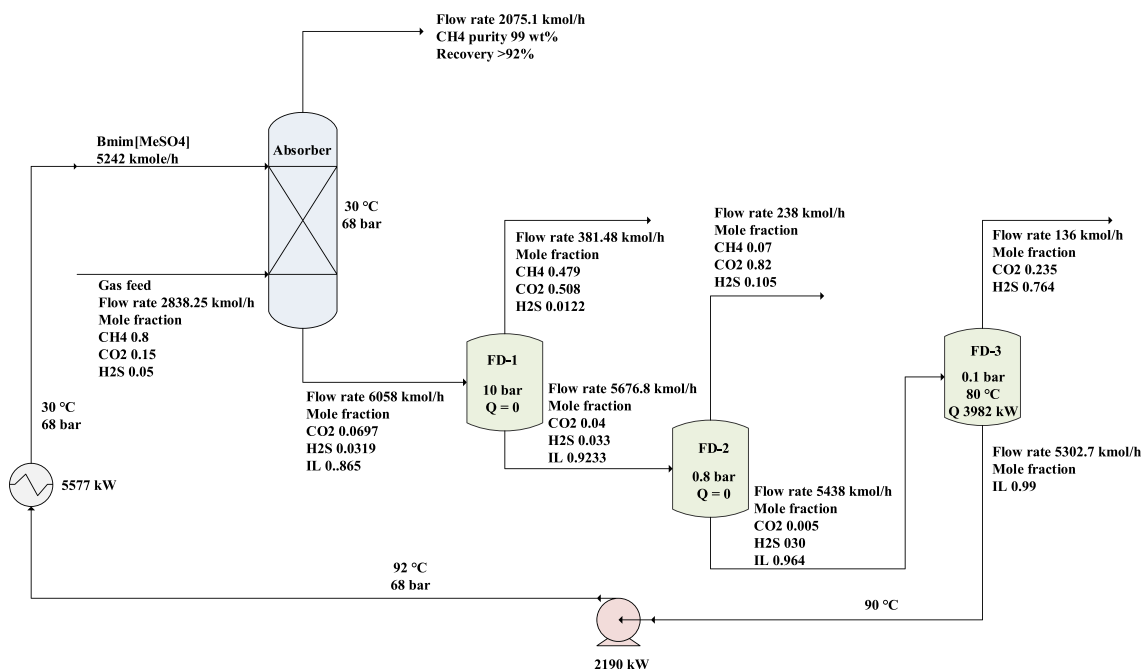 Flow rate 2075.1 kmol/h
CH4 purity 99 wt%
Recovery >92%
Bmim[MeSO4]
5242 kmole/h
Absorber
30 °C
68 bar
Gas feed
Flow rate 2838.25 kmol/h
Mole fraction
CH4 0.8
CO2 0.15
H2S 0.05
Flow rate 6058 kmol/h
Mole fraction
CO2 0.0697
H2S 0.0319
IL 0..865
Flow rate 381.48 kmol/h
Mole fraction
CH4 0.479
CO2 0.508
H2S 0.0122
FD-1
10 bar
Q = 0
Flow rate 5676.8 kmol/h
Mole fraction
CO2 0.04
H2S 0.033
IL 0.9233
Flow rate 238 kmol/h
Mole fraction
CH4 0.07
CO2 0.82
H2S 0.105
FD-2
0.8 bar
Q = 0
Flow rate 5438 kmol/h
Mole fraction
CO2 0.005
H2S 030
IL 0.964
Flow rate 136 kmol/h
Mole fraction
CO2 0.235
H2S 0.764
FD-3
0.1 bar
80 °C
Q 3982 kW
Flow rate 5302.7 kmol/h
Mole fraction
IL 0.99
30 °C
68 bar
5577 kW
92 °C
68 bar
90 °C
2190 kW